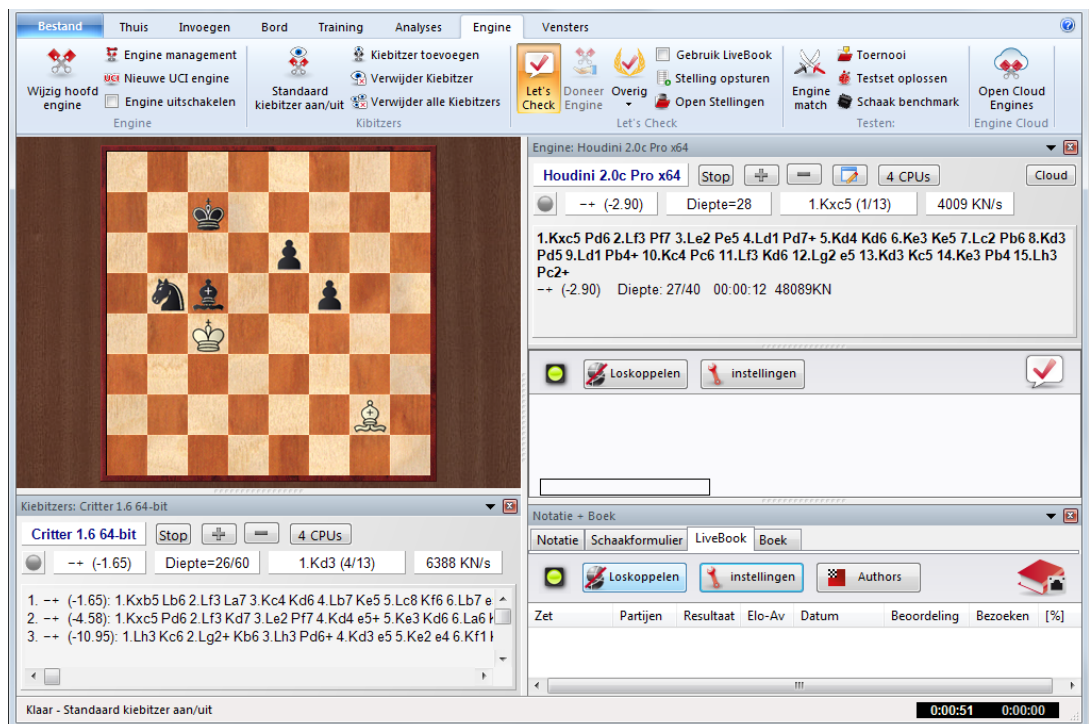 Bestand Thuis Invoegen Bord Training Analyses Engine Vensters
Wijzig hoofd engine
Engine management
Nieuwe UCI engine
Engine uitschakelen
Engine
Standaard kiebitzer aan/uit
Kiebitzer toevoegen
Verwijder Kiebitzer
Verwijder alle Kiebitzers
Kibitzers
Let's Check
Doneer Engine
Overig
Gebruik LiveBook
Stelling opsturen
Open Stellingen
Let's Check
Engine match
Toernooi
Testset oplossen
Schaak benchmark
Testen:
Open Cloud Engines
Engine Cloud
Engine: Houdini 2.0c Pro x64
Houdini 2.0c Pro x64 Stop 4 CPUs Cloud
-+ (-2.90) Diepte=28 1.Kxc5 (1/13) 4009 KN/s
1.Kxc5 Pd6 2.Lf3 Pf7 3.Le2 Pe5 4.Ld1 Pd7+ 5.Kd4 Kd6 6.Ke3 Ke5 7.Lc2 Pb6 8.Kd3
Pd5 9.Ld1 Pb4+ 10.Kc4 Pc6 11.Lf3 Kd6 12.Lg2 e5 13.Kd3 Kc5 14.Ke3 Pb4 15.Lh3
Pc2+
-+ (-2.90) Diepte: 27/40 00:00:12 48089KN
Loskoppelen instellingen
Kiebitzers: Critter 1.6 64-bit
Critter 1.6 64-bit Stop 4 CPUs
-+ (-1.65) Diepte=26/60 1.Kd3 (4/13) 6388 KN/s
1. -+ (-1.65): 1.Kxb5 Lb6 2.Lf3 La7 3.Kc4 Kd6 4.Lb7 Ke5 5.Lc8 Kf6 6.Lb7 e
2. -+ (-4.58): 1.Kxc5 Pd6 2.Lf3 Kd7 3.Le2 Pf7 4.Kd4 e5+ 5.Ke3 Kd6 6.La6
3. -+ (-10.95): 1.Lh3 Kc6 2.Lg2+ Kb6 3.Lh3 Pd6+ 4.Kd3 e5 5.Ke2 e4 6.Kf1
Notatie + Boek
Notatie Schaakformulier LiveBook Boek
Loskoppelen instellingen Authors
Zet Partijen Resultaat Elo-Av Datum Beoordeling Bezoeken [%]
Klaar - Standaard kiebitzer aan/uit 0:00:51 0:00:00